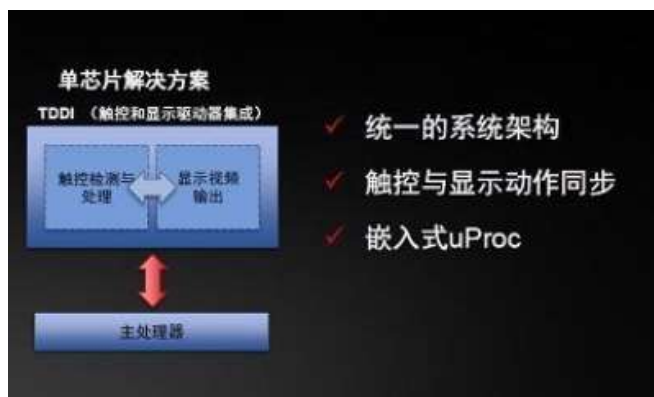 单芯片解决方案
TDDI （触控和显示驱动器集成）
触控检测与
处理
显示视频
输出
主处理器
统一的系统架构
触控与显示动作同步
嵌入式uProc